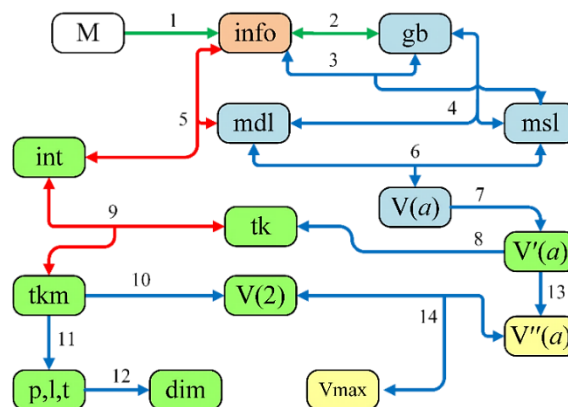 1
2
M
info
gb
3
5
4
mdl
msl
int
6
V(a)
7
9
tk
8
V′(a)
10
13
tkm
V(2)
11
14
V″(a)
12
p,l,t
dim
Vmax